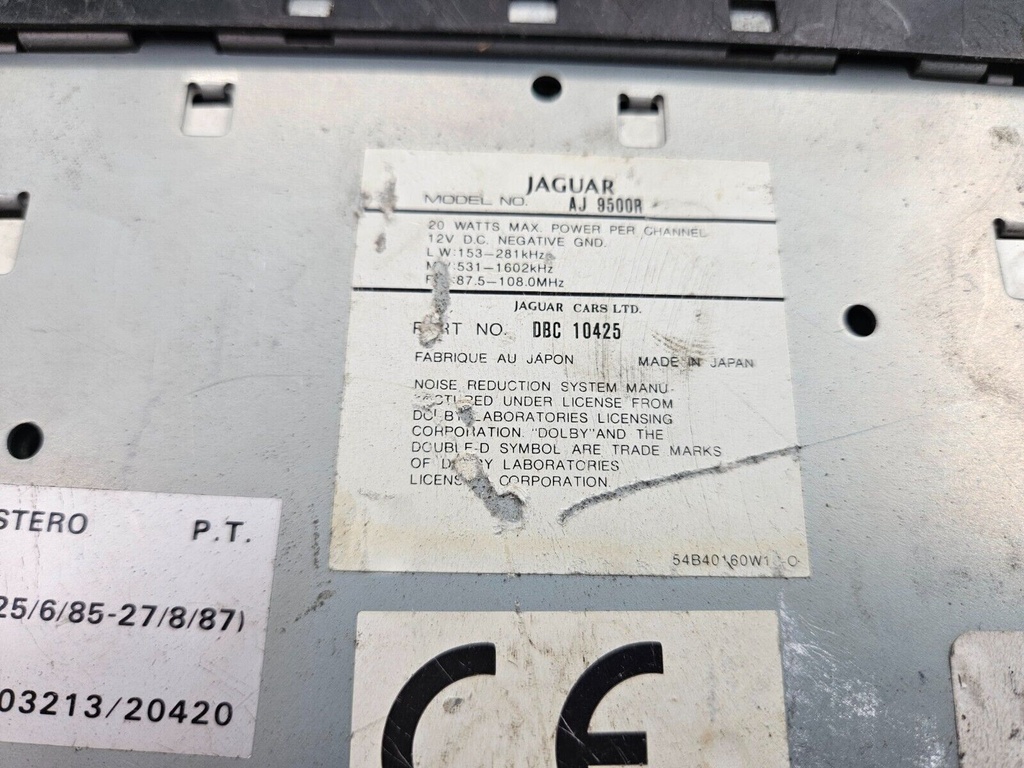 JAGUAR
MODEL NO. AJ 9500R
20 WATTS MAX. POWER PER CHANNEL
12V D.C. NEGATIVE GND.
LW:153–281kHz
:531–1602kHz
:87.5–108.0MHz
JAGUAR CARS LTD.
NO. DBC 10425
FABRIQUE AU JAPON MADE IN JAPAN
NOISE REDUCTION SYSTEM MANU-
UNDER LICENSE FROM
DOLBY LABORATORIES LICENSING
CORPORATION. "DOLBY" AND THE
DOUBLE-D SYMBOL ARE TRADE MARKS
OF LABORATORIES
CORPORATION.
STERO P.T.
25/6/85-27/8/87)
03213/20420
CE